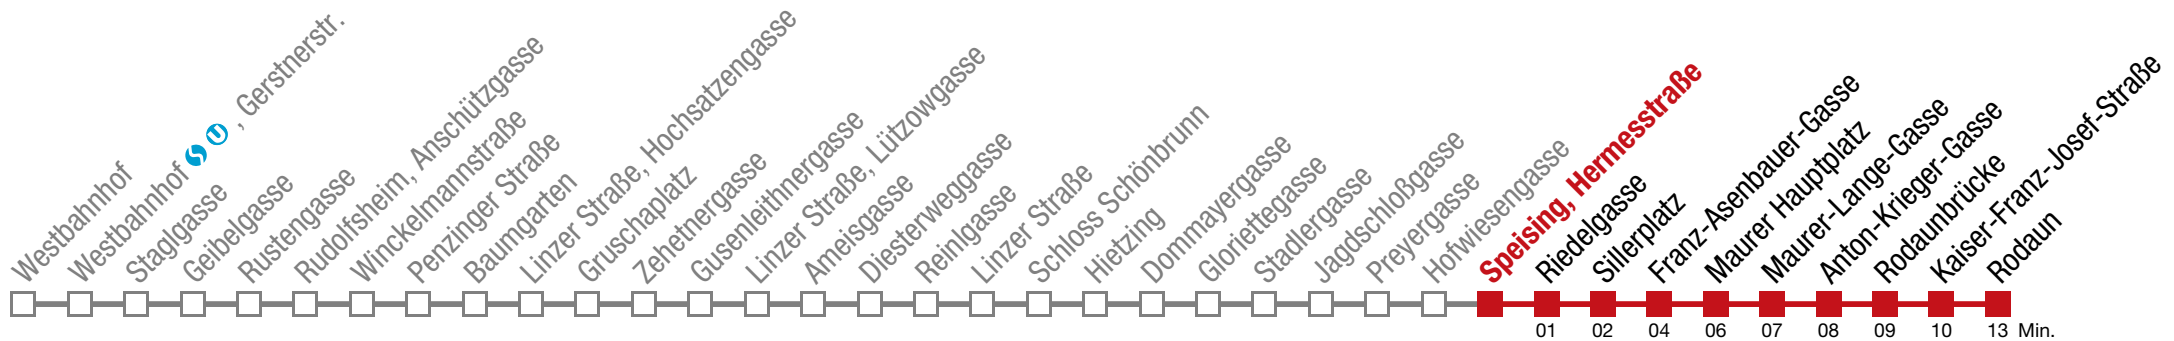 Westbahnhof
Westbahnhof S U , Gerstnerstr.
Staglgasse
Geibelgasse
Rustengasse
Rudolfsheim, Anschützgasse
Winckelmannstraße
Penzinger Straße
Baumgarten
Linzer Straße, Hochsatzengasse
Gruschaplatz
Zehetnergasse
Gusenleithnergasse
Linzer Straße, Lützowgasse
Ameisgasse
Diesterweggasse
Reinlgasse
Linzer Straße
Schloss Schönbrunn
Hietzing
Dommayergasse
Gloriettegasse
Stadlergasse
Jagdschloßgasse
Preyergasse
Hofwiesengasse
Speising, Hermesstraße
Riedelgasse
Sillerplatz
Franz-Asenbauer-Gasse
Maurer Hauptplatz
Maurer-Lange-Gasse
Anton-Krieger-Gasse
Rodaunbrücke
Kaiser-Franz-Josef-Straße
Rodaun
01 02 04 06 07 08 09 10 13 Min.